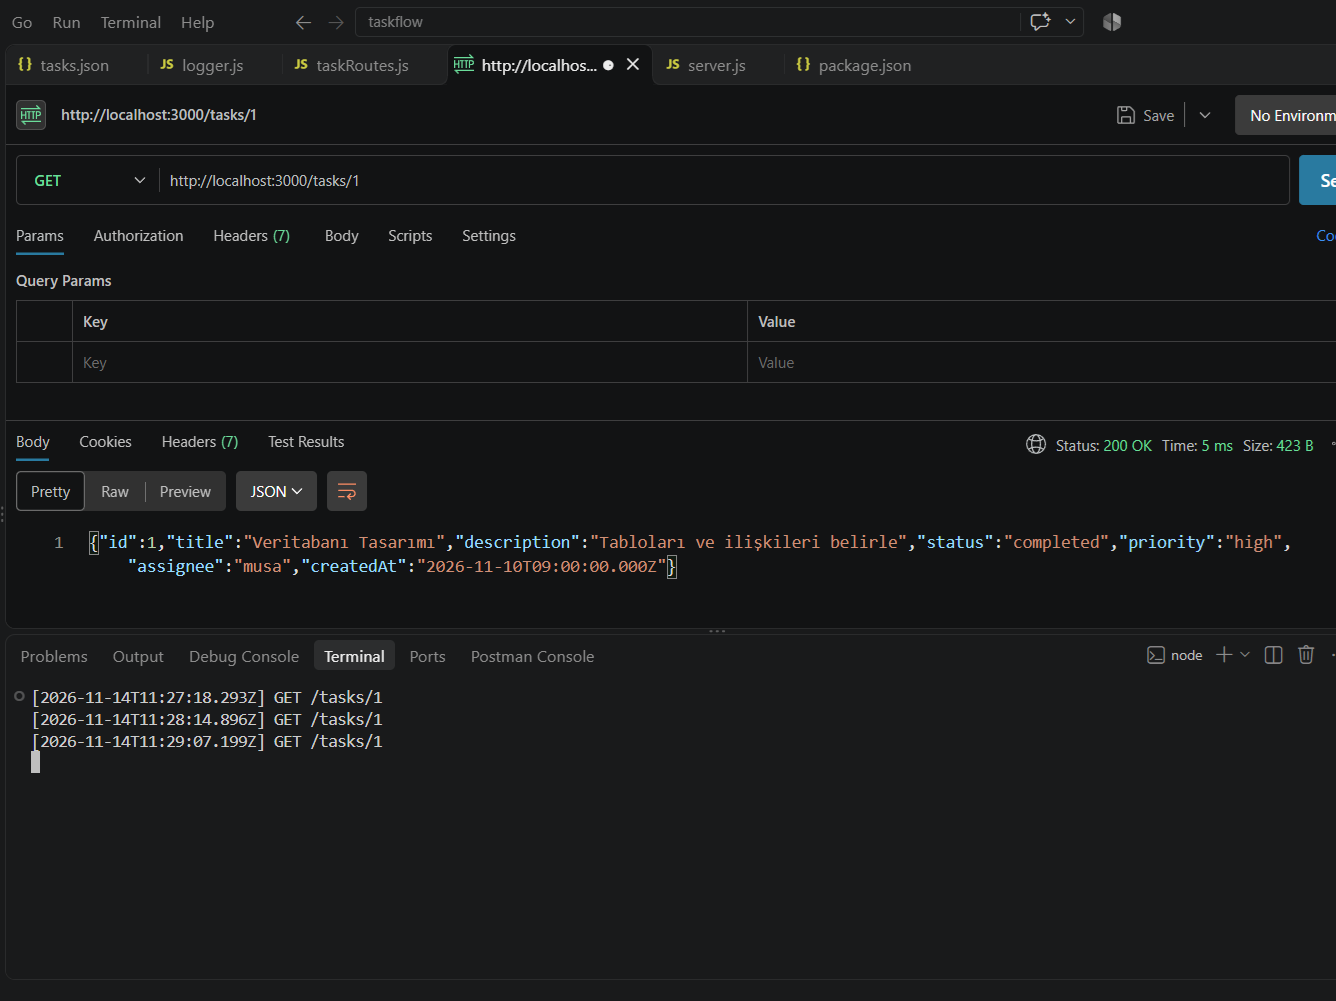 Go Run Terminal Help taskflow
tasks.json logger.js taskRoutes.js http://localhos... server.js package.json
HTTP http://localhost:3000/tasks/1 Save No Environm
GET http://localhost:3000/tasks/1 Se
Params Authorization Headers (7) Body Scripts Settings Coo
Query Params
Key Value
Key Value
Body Cookies Headers (7) Test Results Status: 200 OK Time: 5 ms Size: 423 B
Pretty Raw Preview JSON
1 {"id":1,"title":"Veritabanı Tasarımı","description":"Tabloları ve ilişkileri belirle","status":"completed","priority":"high",
"assignee":"musa","createdAt":"2026-11-10T09:00:00.000Z"}
Problems Output Debug Console Terminal Ports Postman Console node
[2026-11-14T11:27:18.293Z] GET /tasks/1
[2026-11-14T11:28:14.896Z] GET /tasks/1
[2026-11-14T11:29:07.199Z] GET /tasks/1